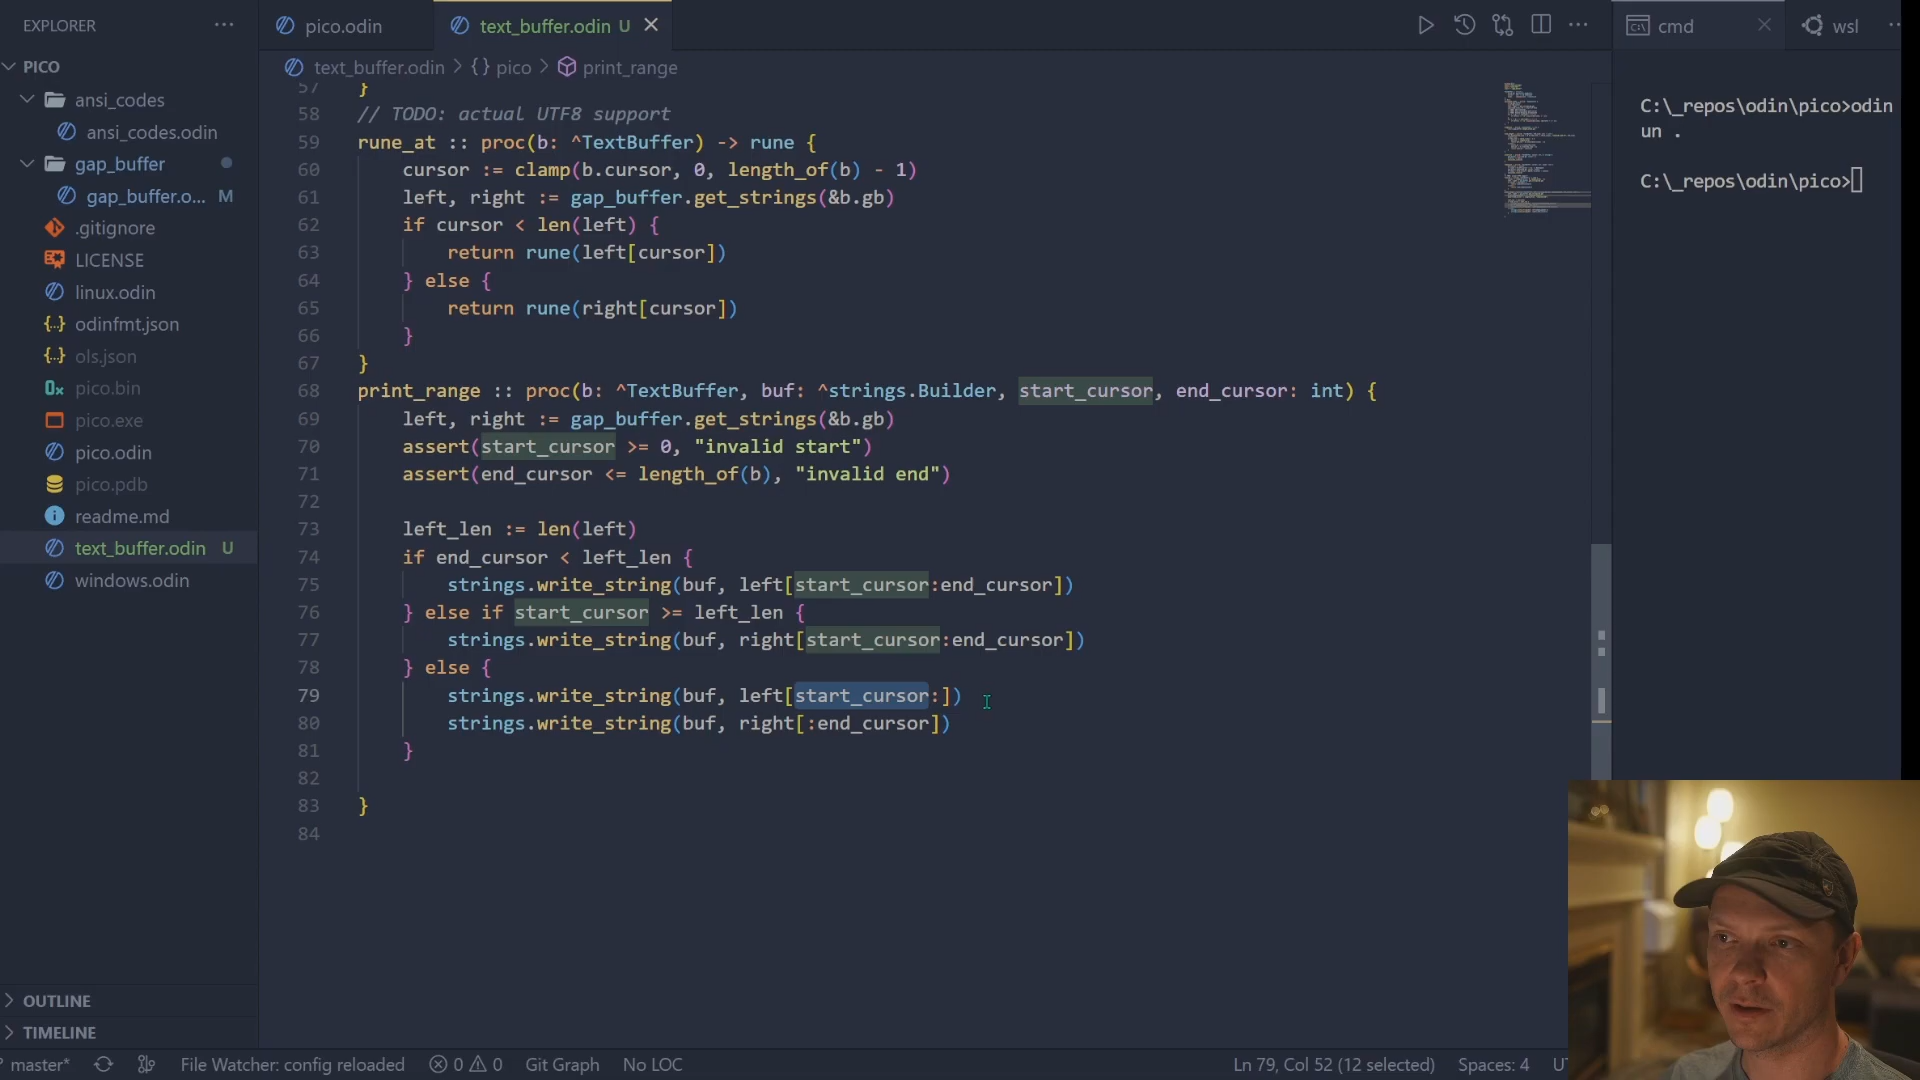 EXPLORER
PICO
ansi_codes
ansi_codes.odin
gap_buffer
gap_buffer.o... M
.gitignore
LICENSE
linux.odin
odinfmt.json
ols.json
pico.bin
pico.exe
pico.odin
pico.pdb
readme.md
text_buffer.odin U
windows.odin
OUTLINE
TIMELINE
pico.odin
text_buffer.odin U
text_buffer.odin > {} pico > print_range
57 }
58 // TODO: actual UTF8 support
59 rune_at :: proc(b: ^TextBuffer) -> rune {
60 cursor := clamp(b.cursor, 0, length_of(b) - 1)
61 left, right := gap_buffer.get_strings(&b.gb)
62 if cursor < len(left) {
63 return rune(left[cursor])
64 } else {
65 return rune(right[cursor])
66 }
67 }
68 print_range :: proc(b: ^TextBuffer, buf: ^strings.Builder, start_cursor, end_cursor: int) {
69 left, right := gap_buffer.get_strings(&b.gb)
70 assert(start_cursor >= 0, "invalid start")
71 assert(end_cursor <= length_of(b), "invalid end")
72
73 left_len := len(left)
74 if end_cursor < left_len {
75 strings.write_string(buf, left[start_cursor:end_cursor])
76 } else if start_cursor >= left_len {
77 strings.write_string(buf, right[start_cursor:end_cursor])
78 } else {
79 strings.write_string(buf, left[start_cursor:])
80 strings.write_string(buf, right[:end_cursor])
81 }
82
83 }
84
cmd
wsl
C:\_repos\odin\pico>odin
un .
C:\_repos\odin\pico>
master* File Watcher: config reloaded 0 0 Git Graph No LOC Ln 79, Col 52 (12 selected) Spaces: 4